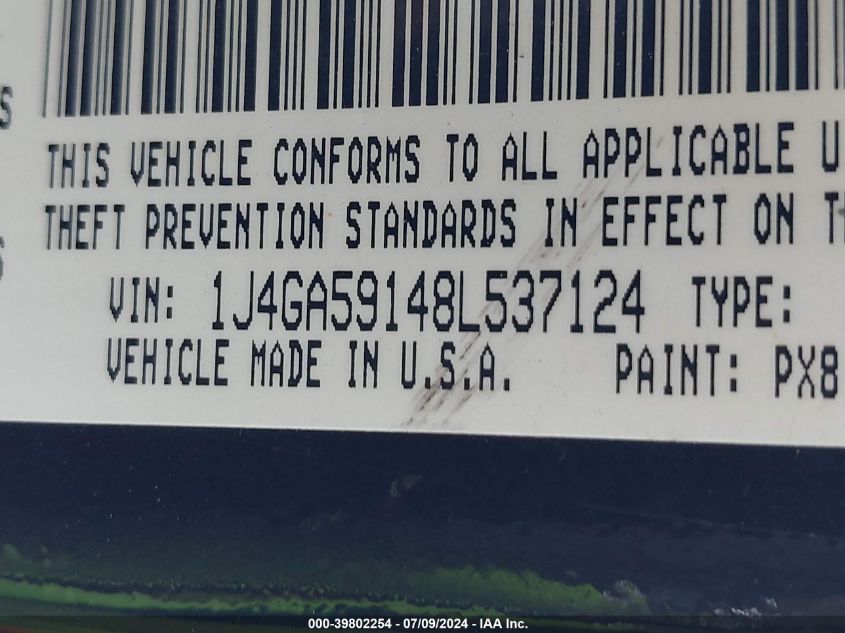 S
THIS VEHICLE CONFORMS TO ALL APPLICABLE U
THEFT PREVENTION STANDARDS IN EFFECT ON TH
S
VIN: 1J4GA59148L537124 TYPE:
VEHICLE MADE IN U.S.A. PAINT: PX8
000-39802254 - 07/09/2024 - IAA Inc.